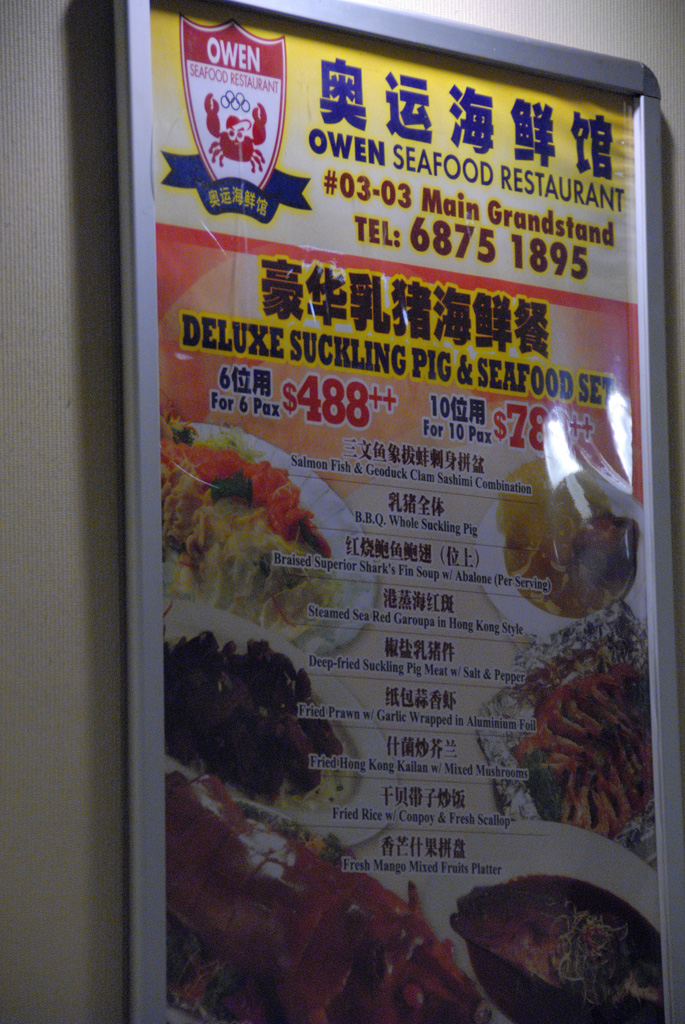 OWEN
SEAFOOD RESTAURANT
奥运海鲜馆
奥运海鲜馆
OWEN SEAFOOD RESTAURANT
#03-03 Main Grandstand
TEL: 6875 1895
豪华乳猪海鲜餐
DELUXE SUCKLING PIG & SEAFOOD SET
6位用
For 6 Pax $488++
10位用
For 10 Pax
三文鱼象拔蚌刺身拼盆
Salmon Fish & Geoduck Clam Sashimi Combination
乳猪全体
B.B.Q. Whole Suckling Pig
红烧鲍鱼鲍翅（位上）
Braised Superior Shark's Fin Soup w/ Abalone (Per Serving)
港蒸海红斑
Steamed Sea Red Garoupa in Hong Kong Style
椒盐乳猪件
Deep-fried Suckling Pig Meat w/ Salt & Pepper
纸包蒜香虾
Fried Prawn w/ Garlic Wrapped in Aluminium Foil
什菌炒芥兰
Fried Hong Kong Kailan w/ Mixed Mushrooms
干贝带子炒饭
Fried Rice w/ Conpoy & Fresh Scallop
香芒什果拼盘
Fresh Mango Mixed Fruits Platter